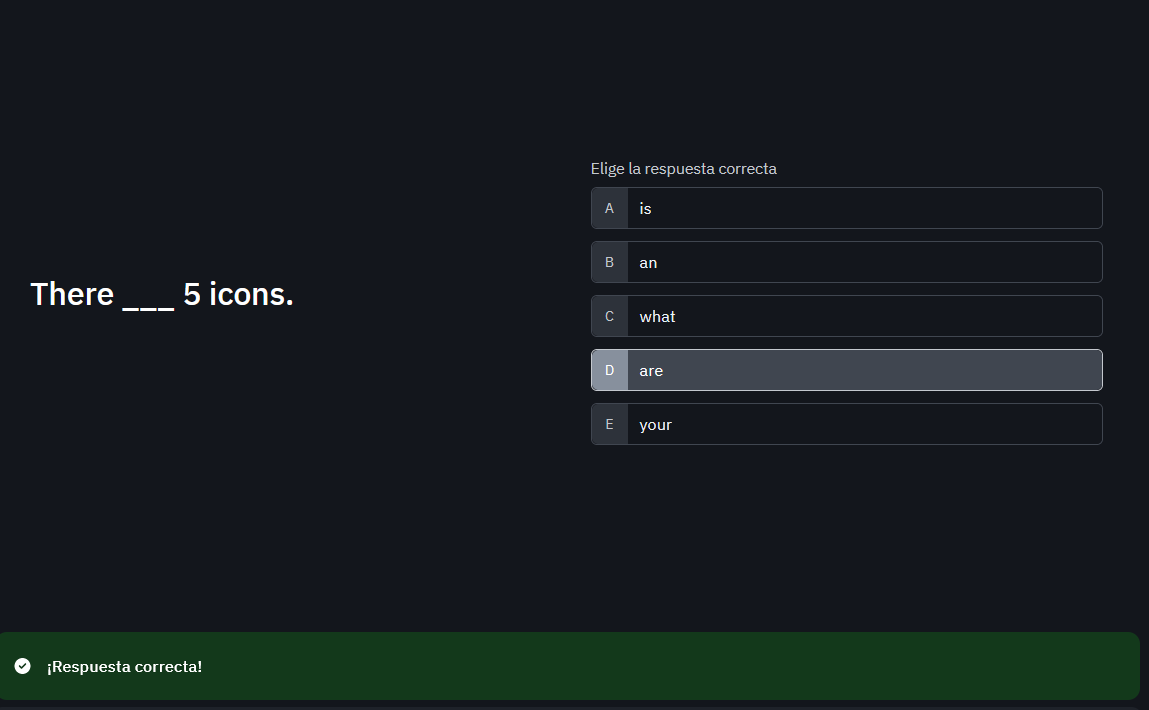 There ___ 5 icons.
Elige la respuesta correcta
A is
B an
C what
D are
E your
¡Respuesta correcta!